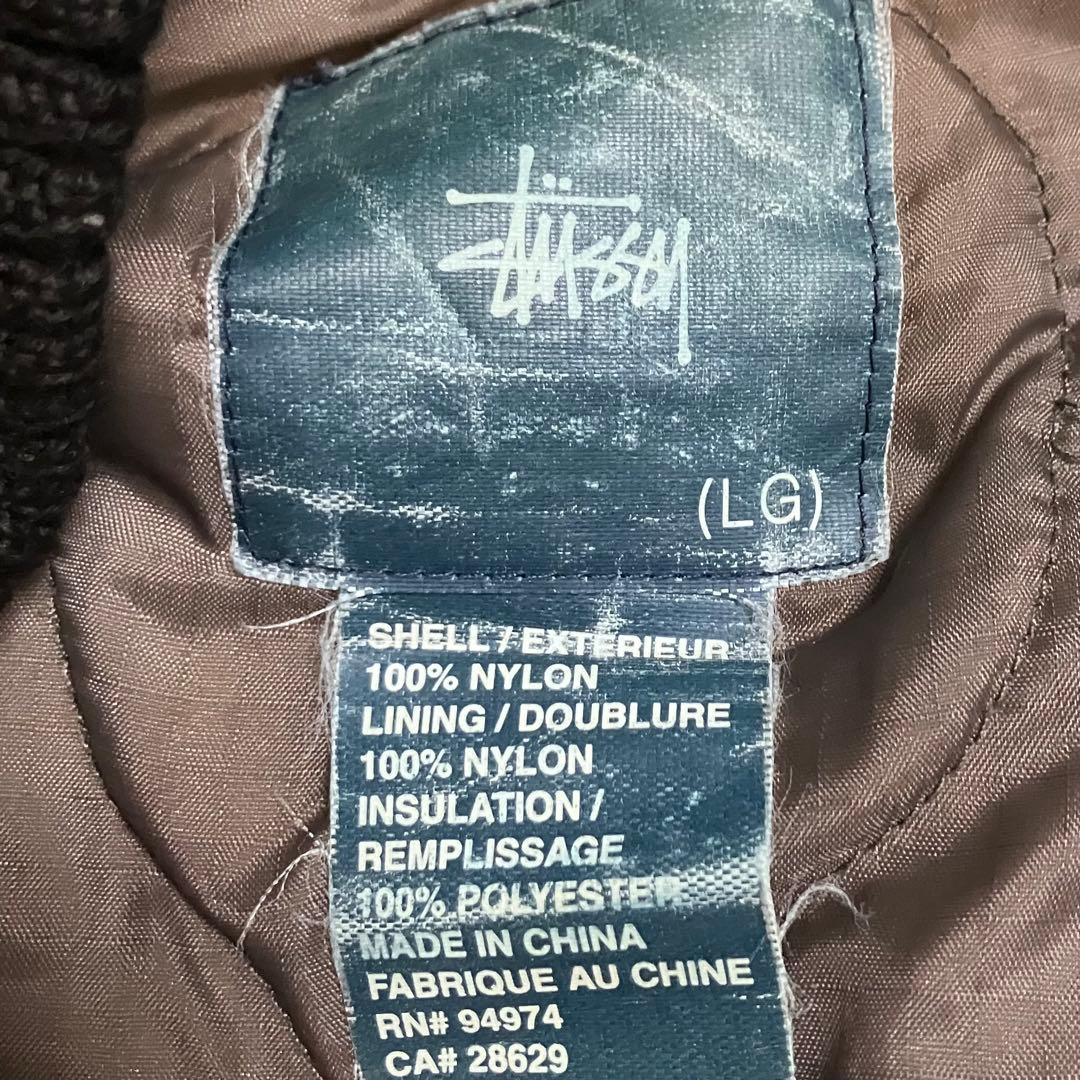 STÜSSY
(LG)
SHELL / EXTERIEUR
100% NYLON
LINING / DOUBLURE
100% NYLON
INSULATION /
REMPLISSAGE
100% POLYESTER
MADE IN CHINA
FABRIQUE AU CHINE
RN# 94974
CA# 28629